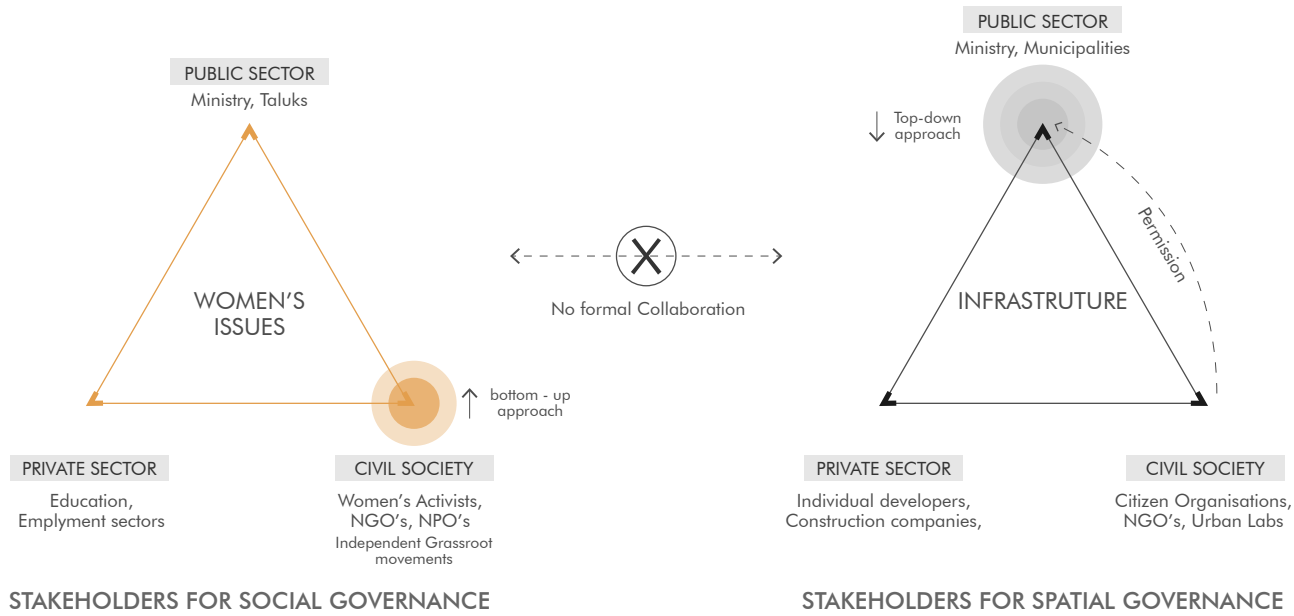 PUBLIC SECTOR
Ministry, Taluks
WOMEN'S
ISSUES
bottom - up
approach
PRIVATE SECTOR
Education,
Emplyment sectors
CIVIL SOCIETY
Women's Activists,
NGO's, NPO's
Independent Grassroot
movements
STAKEHOLDERS FOR SOCIAL GOVERNANCE
No formal Collaboration
PUBLIC SECTOR
Ministry, Municipalities
Top-down
approach
Permission
INFRASTRUTURE
PRIVATE SECTOR
Individual developers,
Construction companies,
CIVIL SOCIETY
Citizen Organisations,
NGO's, Urban Labs
STAKEHOLDERS FOR SPATIAL GOVERNANCE